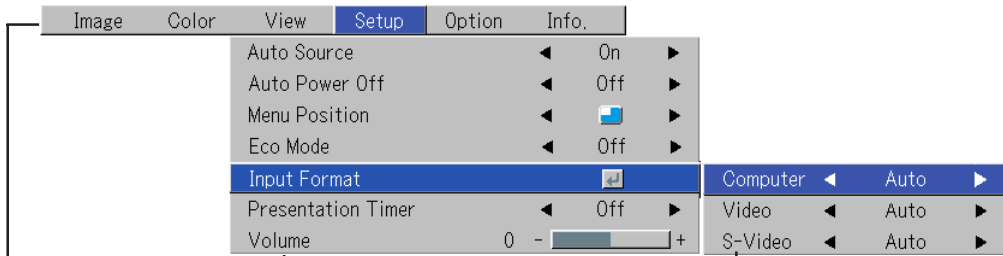 Image Color View Setup Option Info.
Auto Source On
Auto Power Off Off
Menu Position
Eco Mode Off
Input Format Computer Auto
Presentation Timer Off Video Auto
Volume 0 - + S-Video Auto